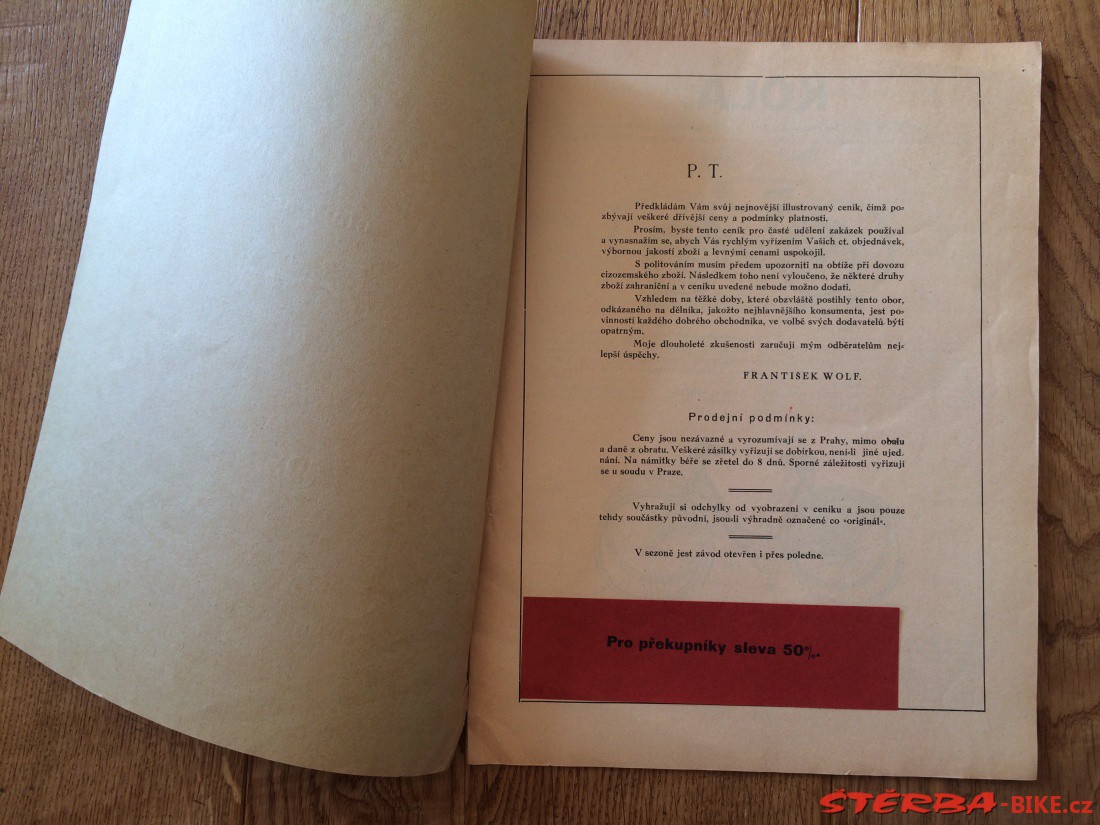 KOLA
P. T.
Předkládám Vám svůj nejnovější illustrovaný ceník, čímž po-
zbývají veškeré dřívější ceny a podmínky platnosti.
Prosím, byste tento ceník pro časté udělení zakázek používal
a vynasnažím se, abych Vás rychlým vyřízením Vašich ct. objednávek,
výbornou jakostí zboží a levnými cenami uspokojil.
S politováním musím předem upozorniti na obtíže při dovozu
cizozemského zboží. Následkem toho není vyloučeno, že některé druhy
zboží zahraniční a v ceníku uvedené nebude možno dodati.
Vzhledem na těžké doby, které obzvláště postihly tento obor,
odkázaného na dělníka, jakožto nejhlavnějšího konsumenta, jest po-
vinností každého dobrého obchodníka, ve volbě svých dodavatelů býti
opatrným.
Moje dlouholeté zkušenosti zaručují mým odběratelům nej-
lepší úspěchy.
FRANTIŠEK WOLF.
Prodejní podmínky:
Ceny jsou nezávazné a vyrozumívají se z Prahy, mimo obalu
a daně z obratu. Veškeré zásilky vyřizují se dobírkou, není-li jiné ujed-
nání. Na námitky béře se zřetel do 8 dnů. Sporné záležitosti vyřizují
se u soudu v Praze.
Vyhražují si odchylky od vyobrazení v ceníku a jsou pouze
tehdy součástky původní, jsou-li výhradně označené co »originál«.
V sezoně jest závod otevřen i přes poledne.
Pro překupníky sleva 50%.
ŠTĚRBA-BIKE.cz